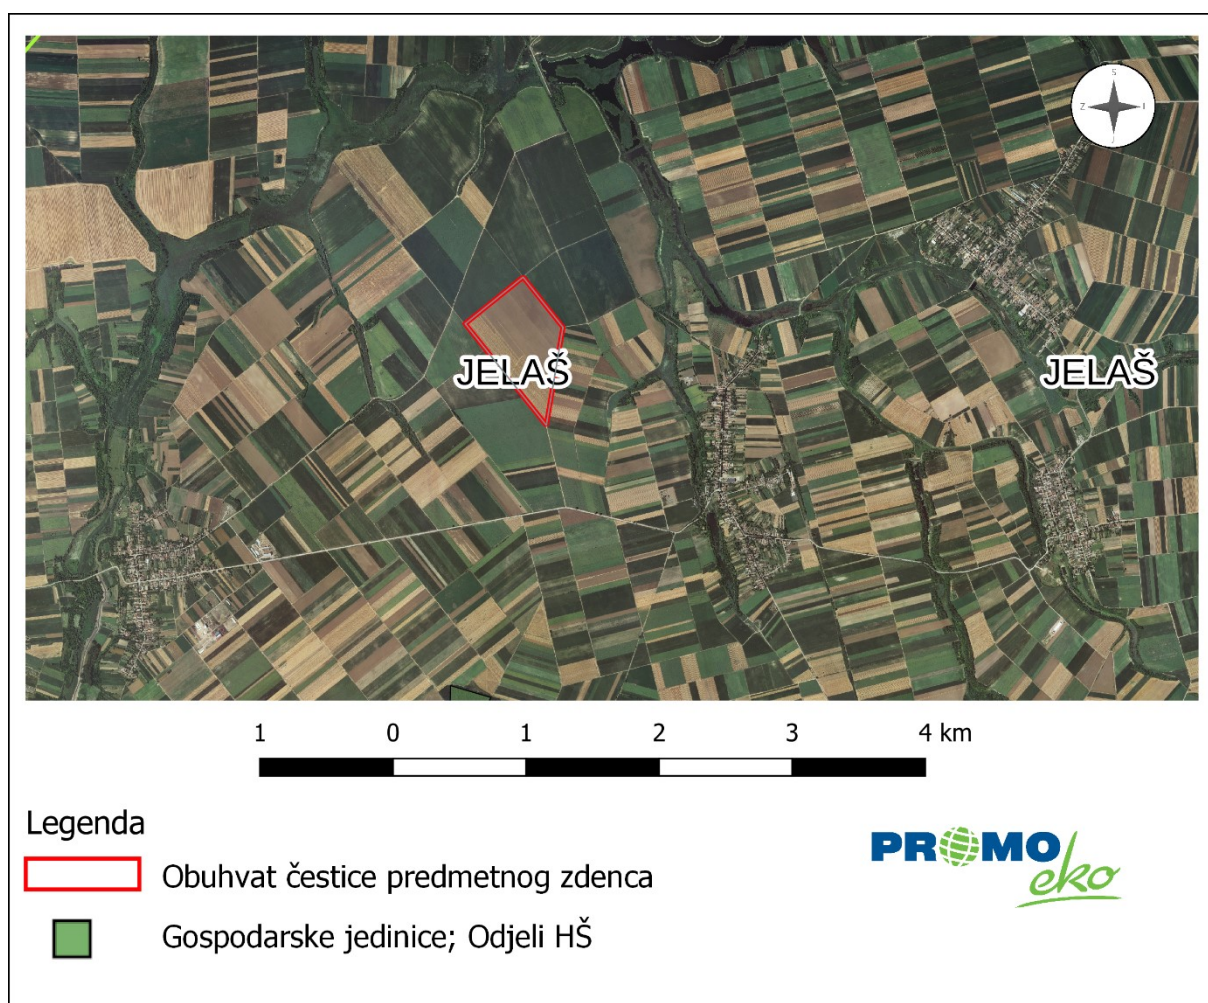 S
Z I
J
JELAŠ
JELAŠ
1 0 1 2 3 4 km
Legenda
Obuhvat čestice predmetnog zdenca
Gospodarske jedinice; Odjeli HŠ
PROMO
eko